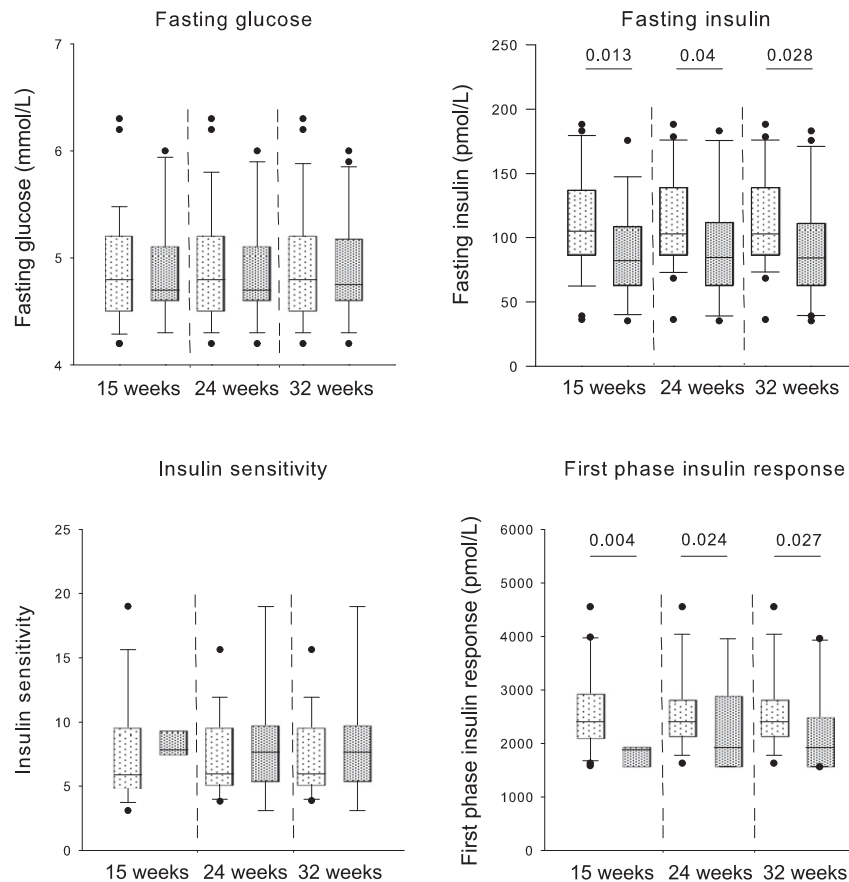 Fasting glucose
Fasting glucose (mmol/L)
7
6
5
4
15 weeks 24 weeks 32 weeks
Fasting insulin
Fasting insulin (pmol/L)
250
200
150
100
50
0
0.013 0.04 0.028
15 weeks 24 weeks 32 weeks
Insulin sensitivity
Insulin sensitivity
25
20
15
10
5
0
15 weeks 24 weeks 32 weeks
First phase insulin response
First phase insulin response (pmol/L)
6000
5000
4000
3000
2000
1000
0
0.004 0.024 0.027
15 weeks 24 weeks 32 weeks